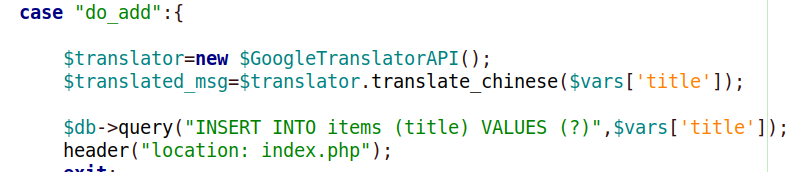 case "do_add":{
$translator=new $GoogleTranslatorAPI();
$translated_msg=$translator.translate_chinese($vars['title']);
$db->query("INSERT INTO items (title) VALUES (?)",$vars['title']);
header("location: index.php");
exit;